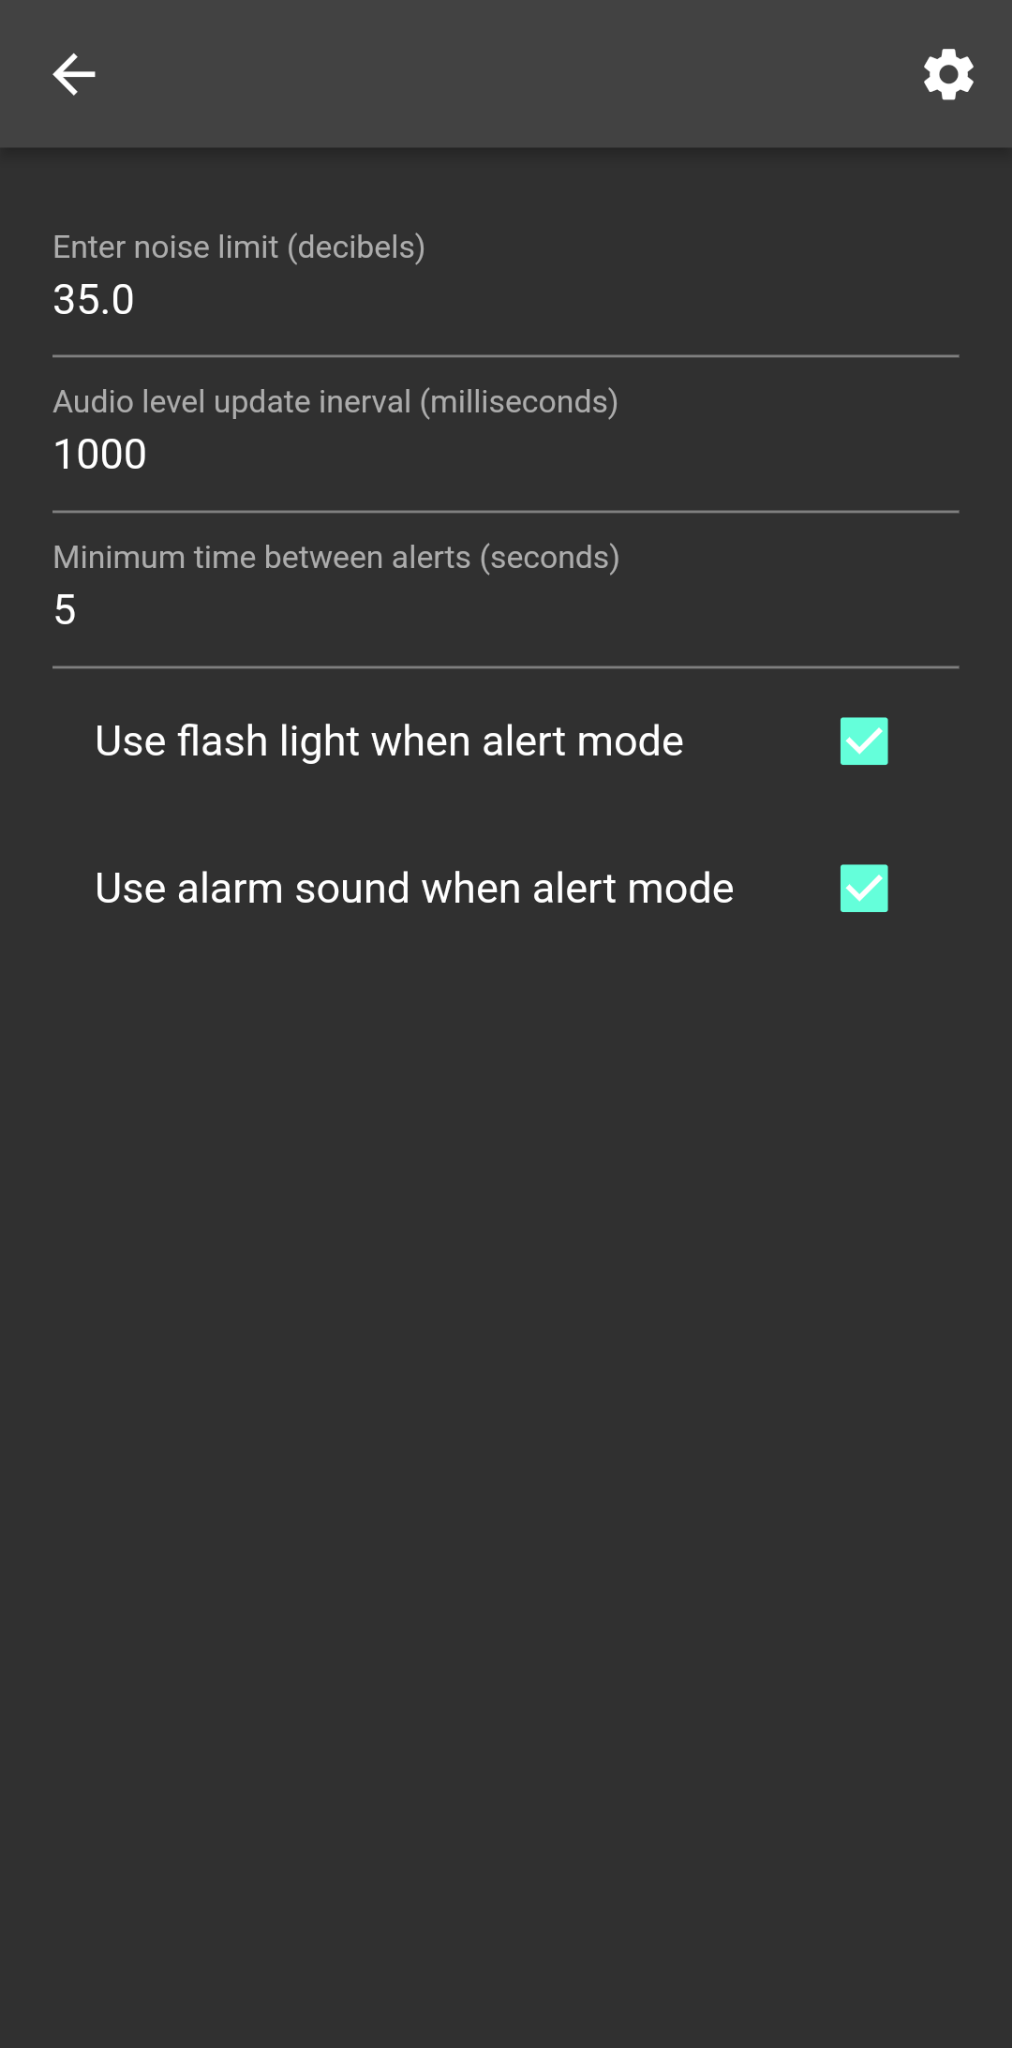 Enter noise limit (decibels)
35.0
Audio level update inerval (milliseconds)
1000
Minimum time between alerts (seconds)
5
Use flash light when alert mode
Use alarm sound when alert mode